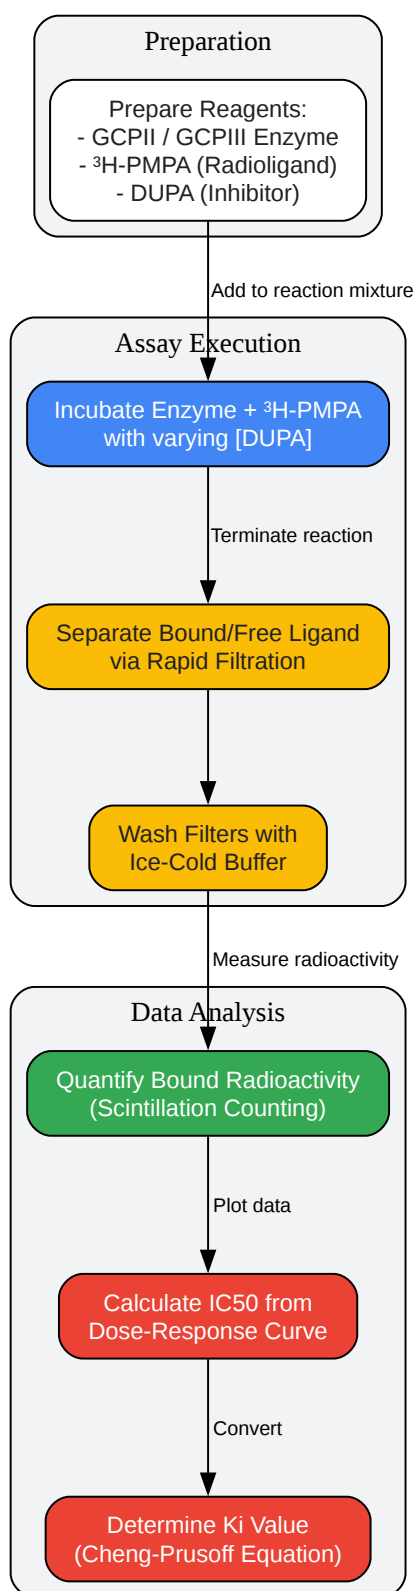 Preparation
Prepare Reagents:
- GCPII / GCPIII Enzyme
- ³H-PMPA (Radioligand)
- DUPA (Inhibitor)
Add to reaction mixture
Assay Execution
Incubate Enzyme + ³H-PMPA
with varying [DUPA]
Terminate reaction
Separate Bound/Free Ligand
via Rapid Filtration
Wash Filters with
Ice-Cold Buffer
Measure radioactivity
Data Analysis
Quantify Bound Radioactivity
(Scintillation Counting)
Plot data
Calculate IC50 from
Dose-Response Curve
Convert
Determine Ki Value
(Cheng-Prusoff Equation)